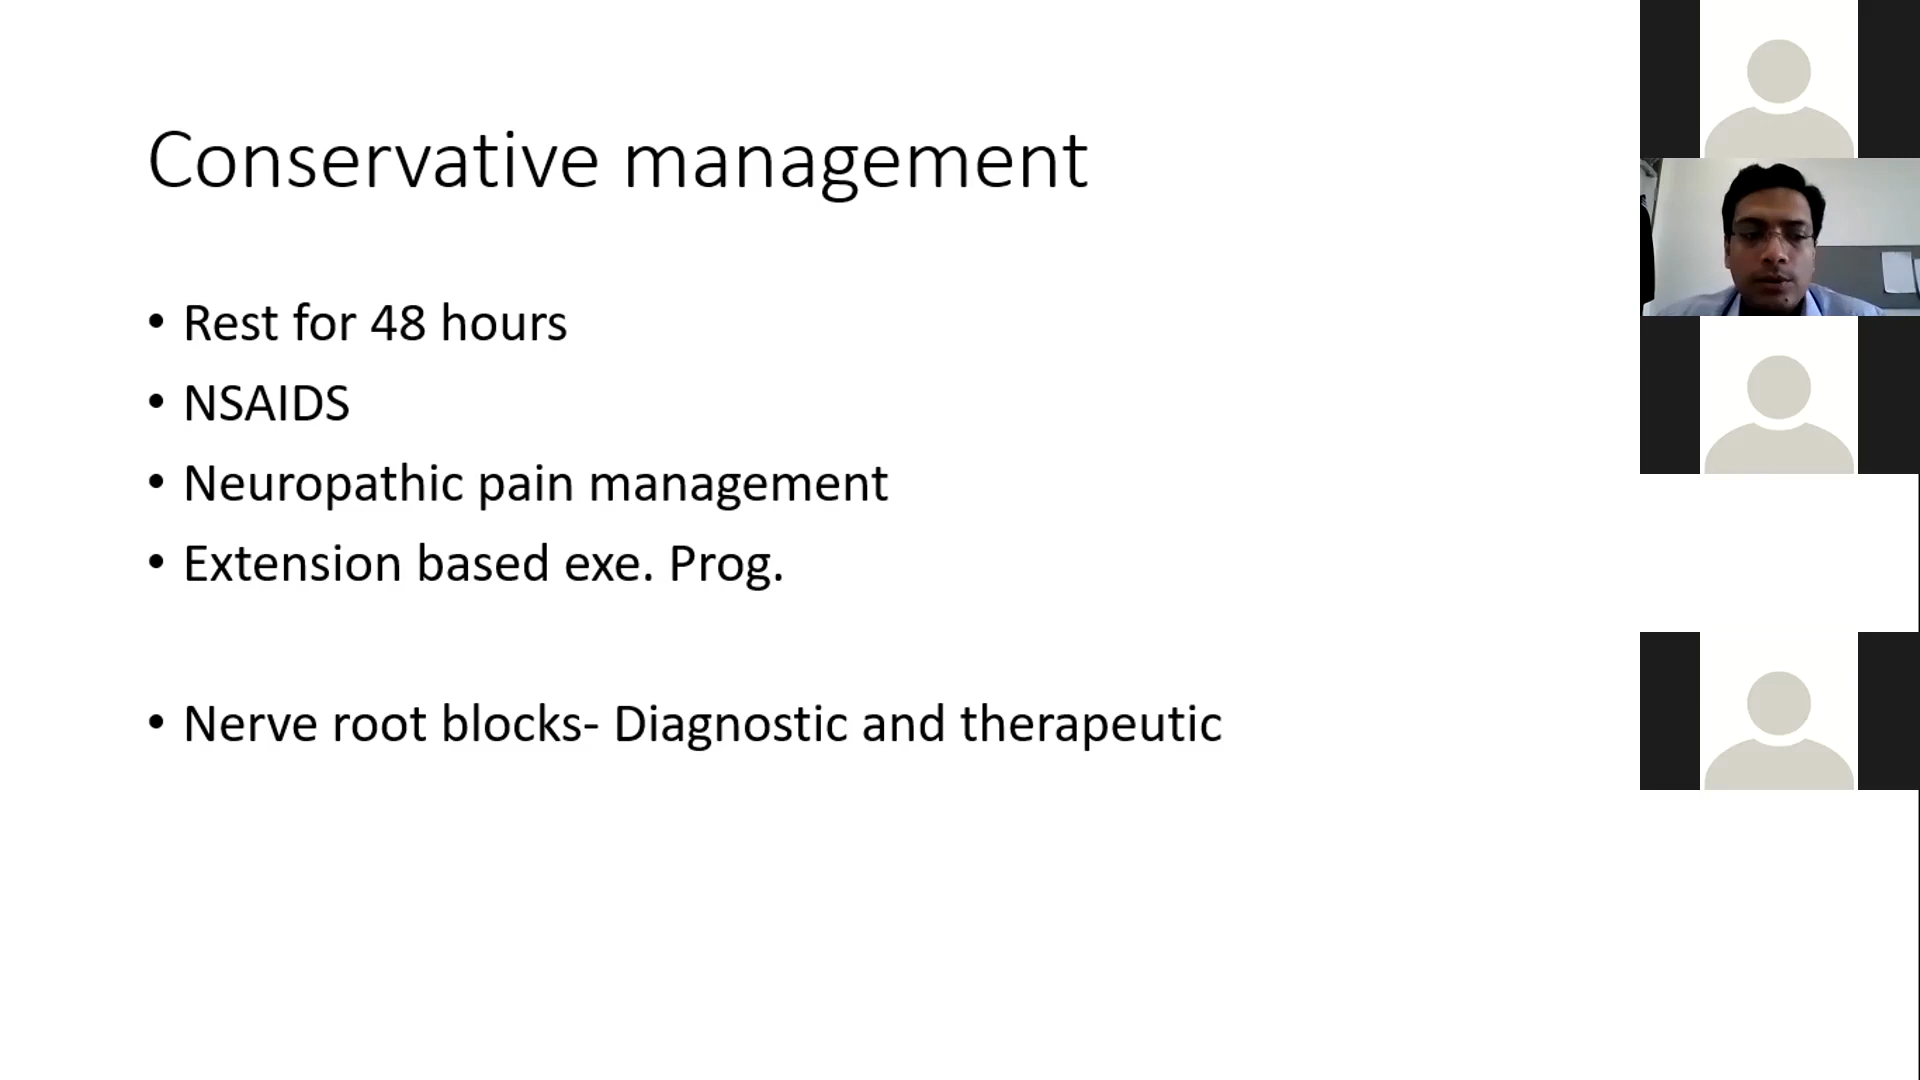 Conservative management
• Rest for 48 hours
• NSAIDS
• Neuropathic pain management
• Extension based exe. Prog.
• Nerve root blocks- Diagnostic and therapeutic